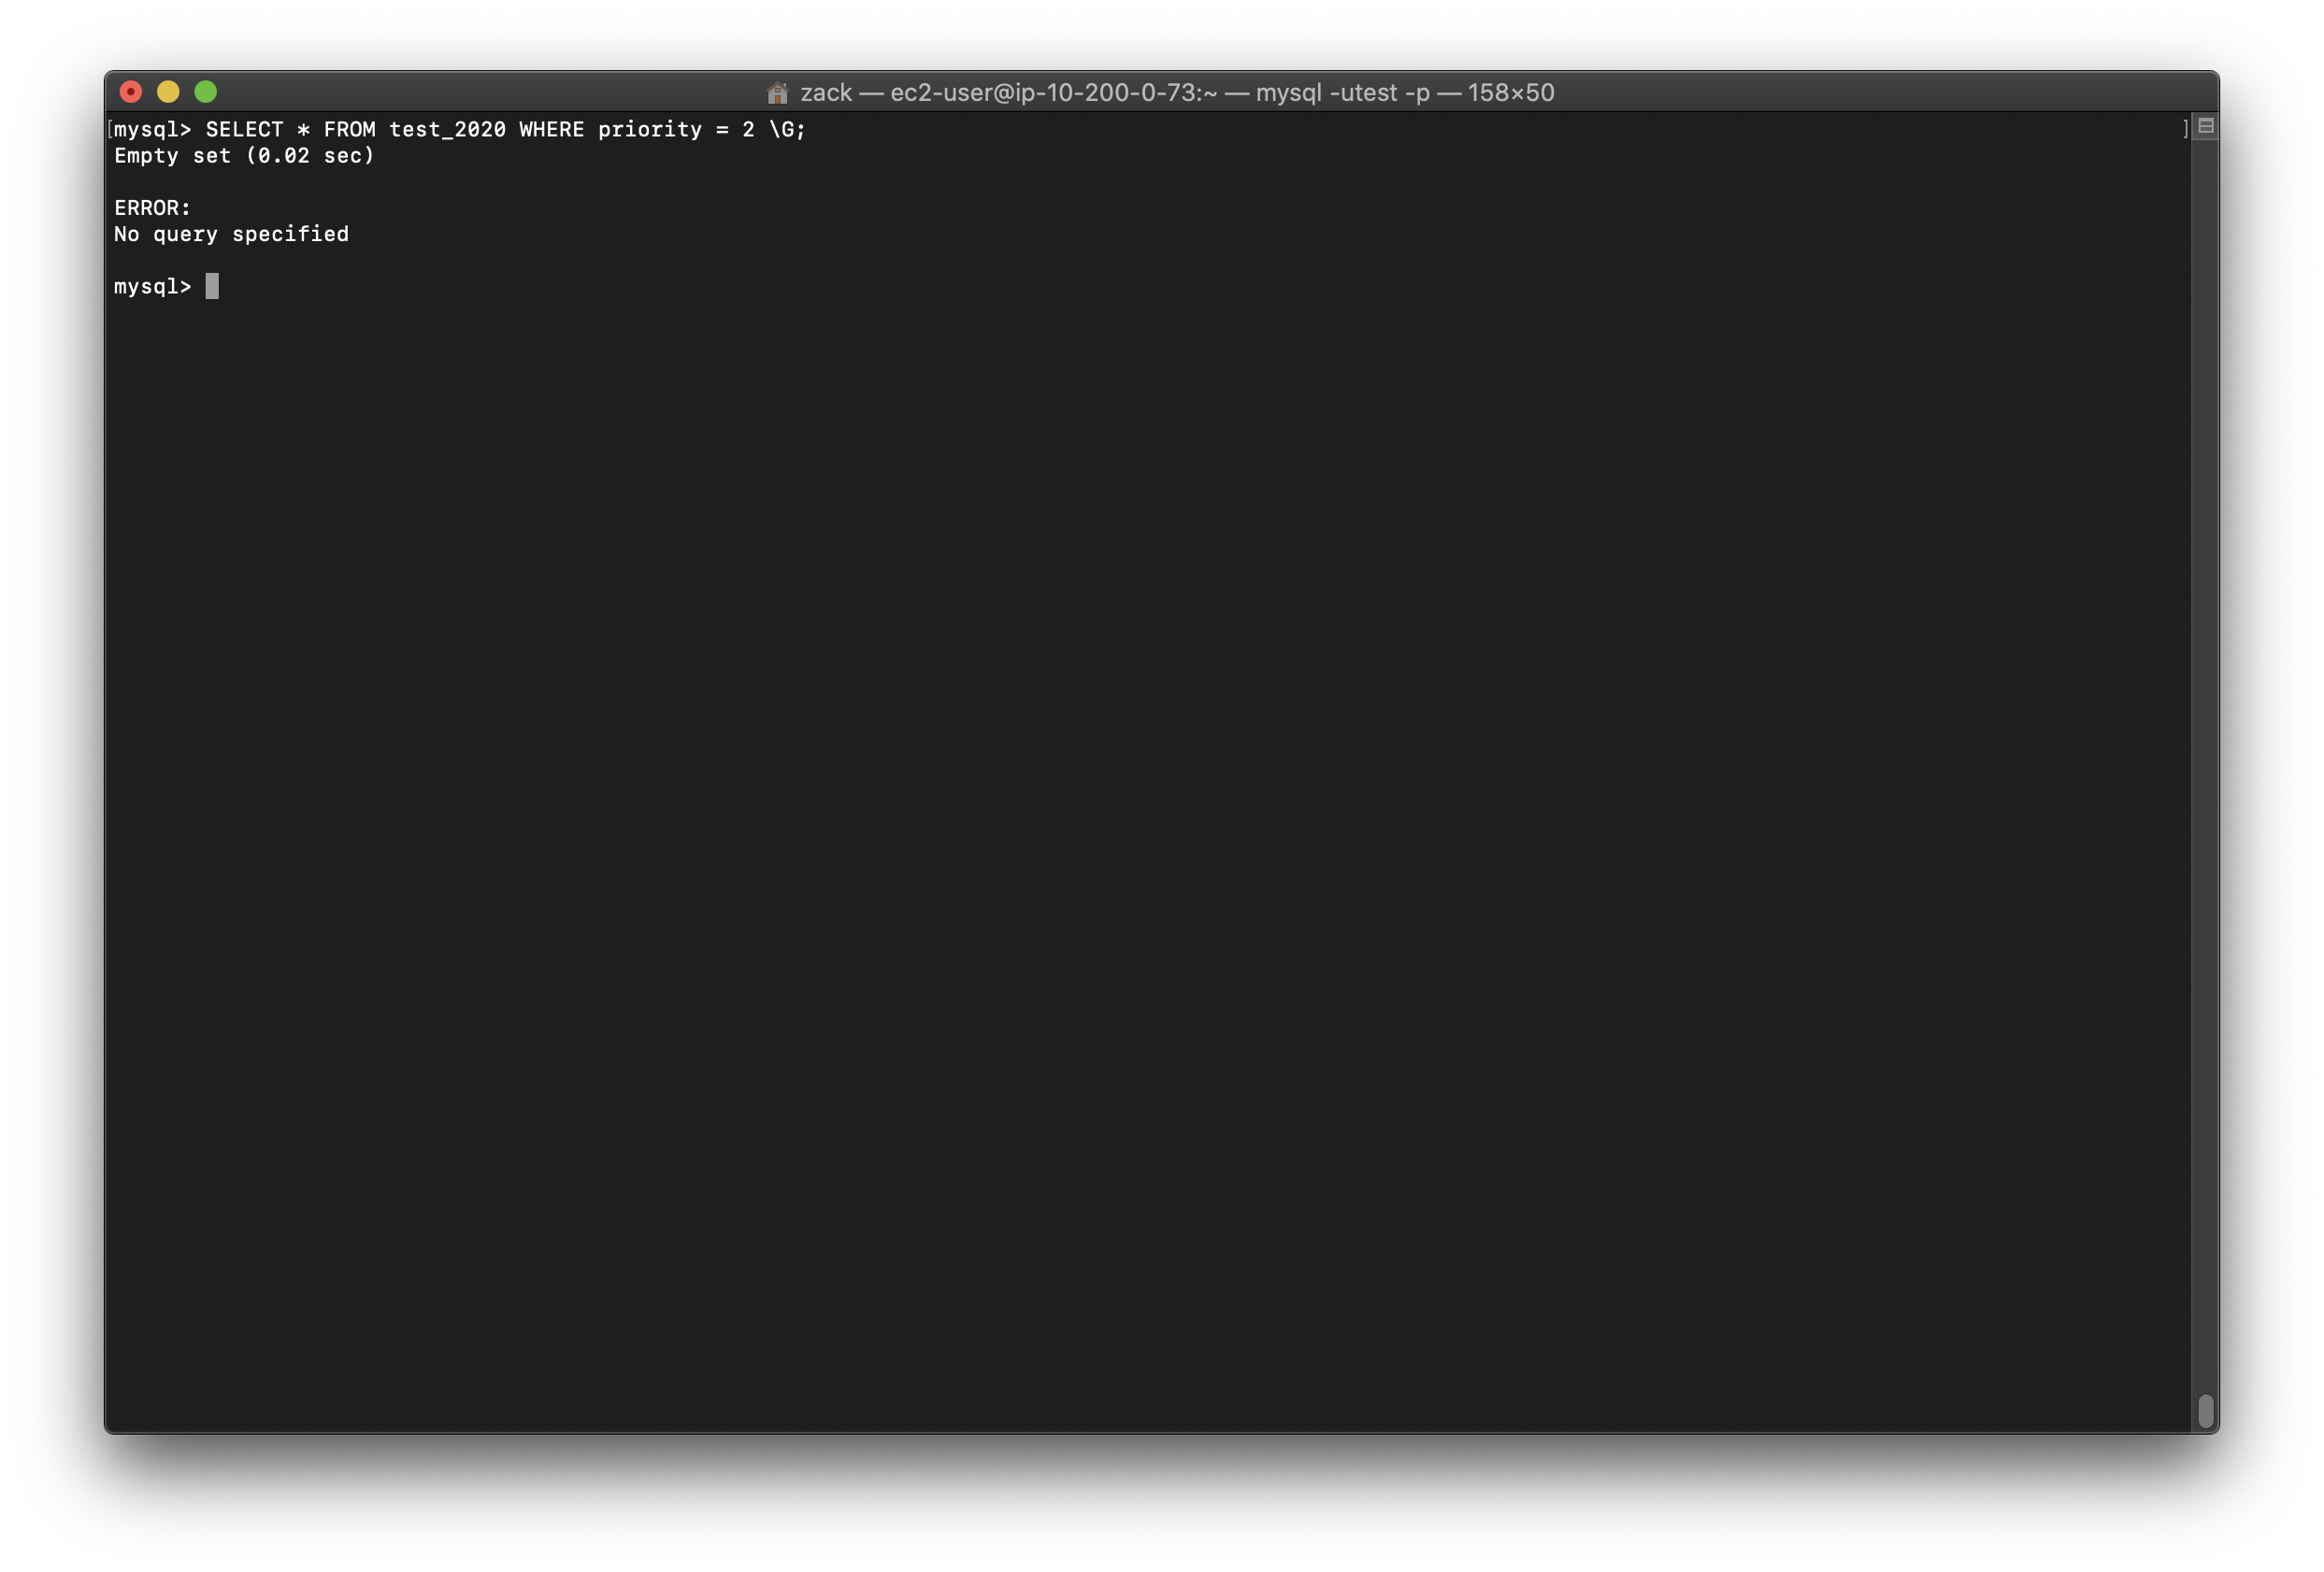 zack — ec2-user@ip-10-200-0-73:~ — mysql -utest -p — 158×50
[mysql> SELECT * FROM test_2020 WHERE priority = 2 \G; ]
Empty set (0.02 sec)
ERROR:
No query specified
mysql>